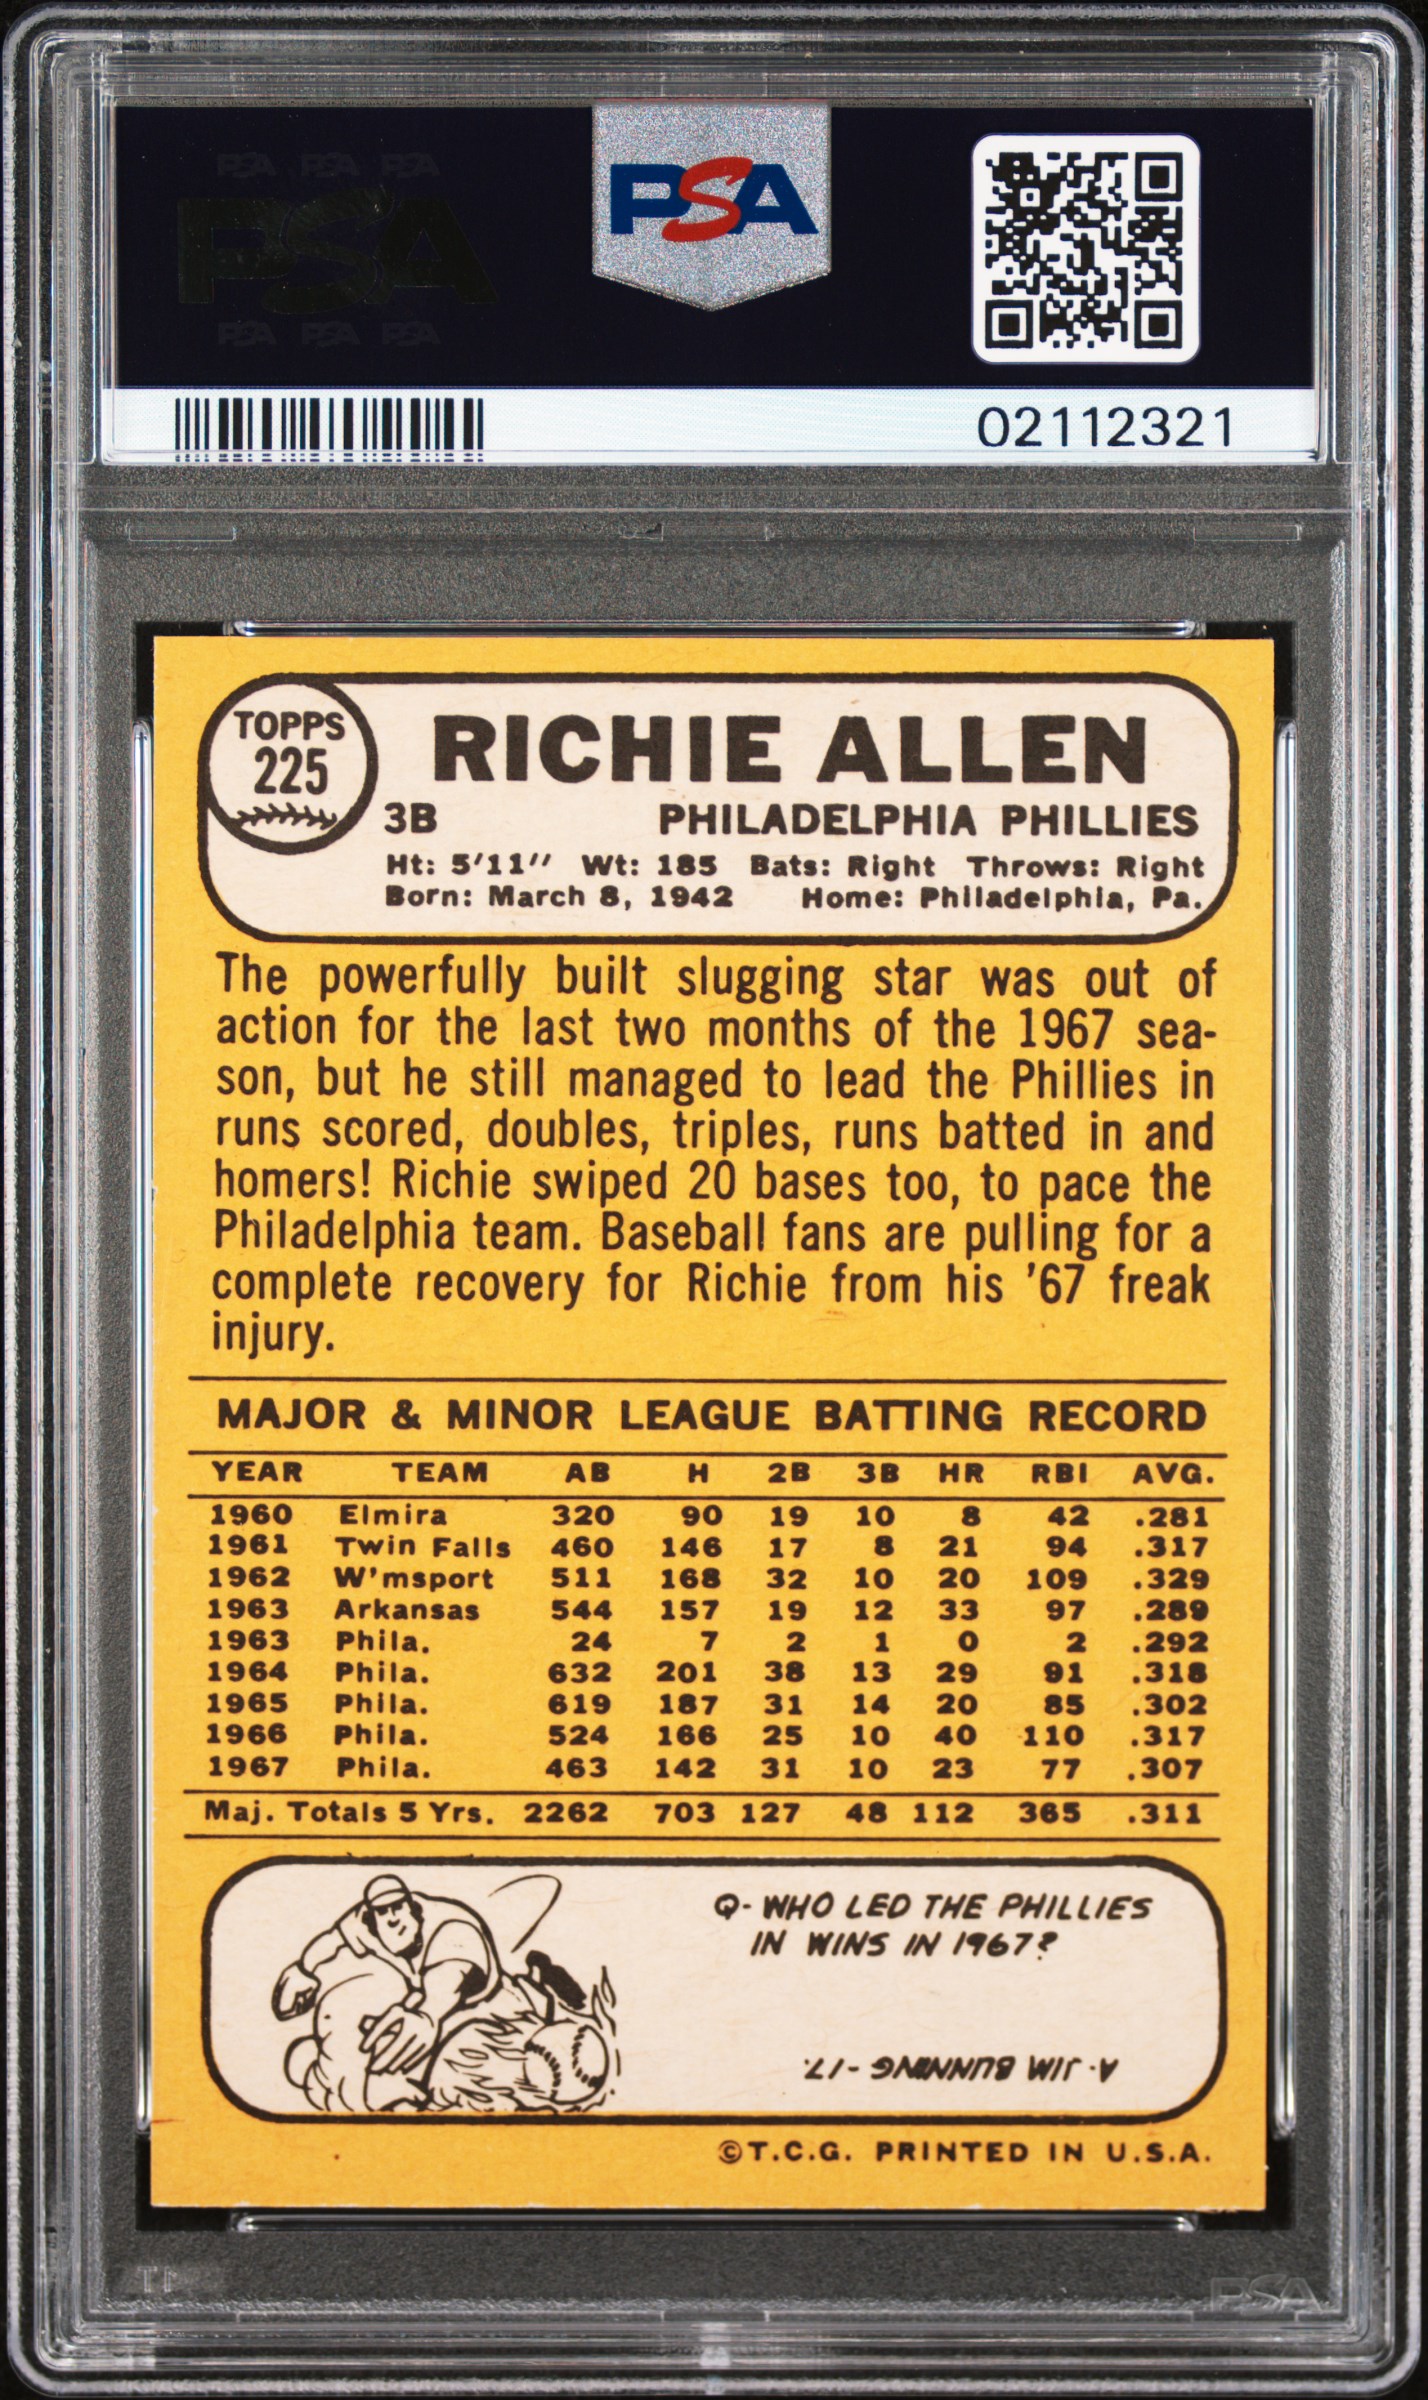 PSA PSA PSA
PSA
PSA PSA PSA
PSA
02112321
TOPPS
225
RICHIE ALLEN
3B PHILADELPHIA PHILLIES
Ht: 5'11" Wt: 185 Bats: Right Throws: Right
Born: March 8, 1942 Home: Philadelphia, Pa.
The powerfully built slugging star was out of
action for the last two months of the 1967 sea-
son, but he still managed to lead the Phillies in
runs scored, doubles, triples, runs batted in and
homers! Richie swiped 20 bases too, to pace the
Philadelphia team. Baseball fans are pulling for a
complete recovery for Richie from his '67 freak
injury.
MAJOR & MINOR LEAGUE BATTING RECORD
YEAR TEAM AB H 2B 3B HR RBI AVG.
1960 Elmira 320 90 19 10 8 42 .281
1961 Twin Falls 460 146 17 8 21 94 .317
1962 W'msport 511 168 32 10 20 109 .329
1963 Arkansas 544 157 19 12 33 97 .289
1963 Phila. 24 7 2 1 0 2 .292
1964 Phila. 632 201 38 13 29 91 .318
1965 Phila. 619 187 31 14 20 85 .302
1966 Phila. 524 166 25 10 40 110 .317
1967 Phila. 463 142 31 10 23 77 .307
Maj. Totals 5 Yrs. 2262 703 127 48 112 365 .311
Q- WHO LED THE PHILLIES
IN WINS IN 1967?
A- JIM BUNNING -17.
©T.C.G. PRINTED IN U.S.A.
PSA